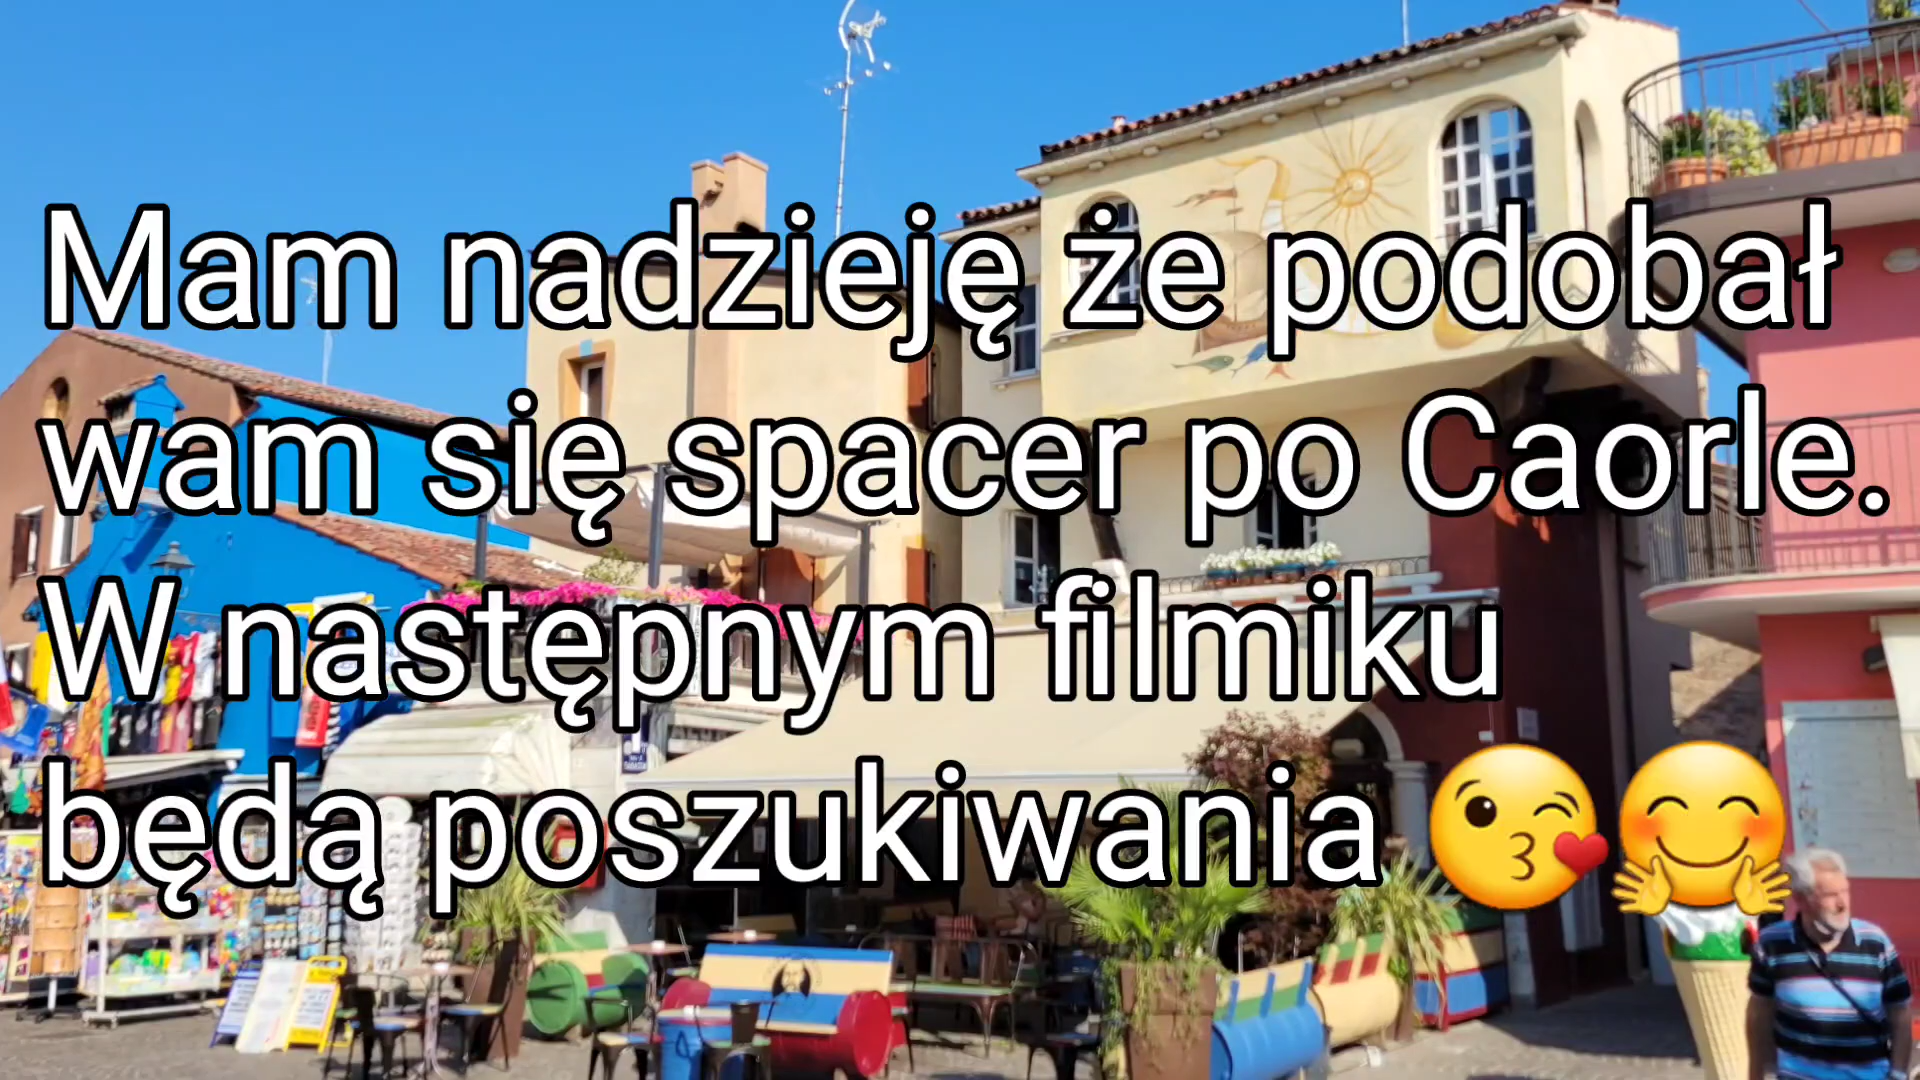 Mam nadzieję że podobał
wam się spacer po Caorle.
W następnym filmiku
będą poszukiwania 😘🤗